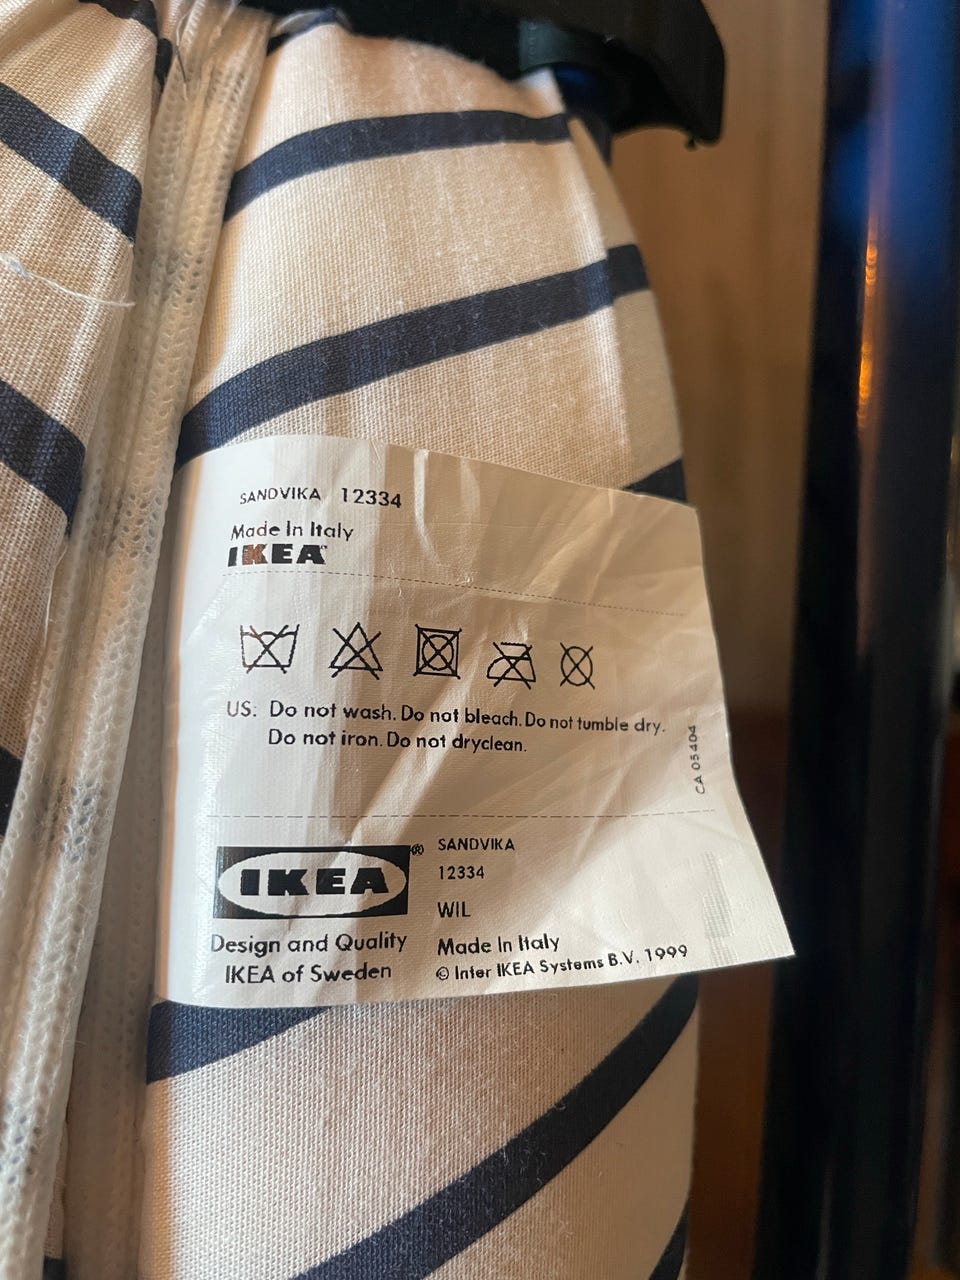 SANDVIKA 12334
Made In Italy
IKEA™
US: Do not wash. Do not bleach. Do not tumble dry.
Do not iron. Do not dryclean.
CA 05404
IKEA®
Design and Quality
IKEA of Sweden
SANDVIKA
12334
WIL
Made In Italy
© Inter IKEA Systems B.V. 1999